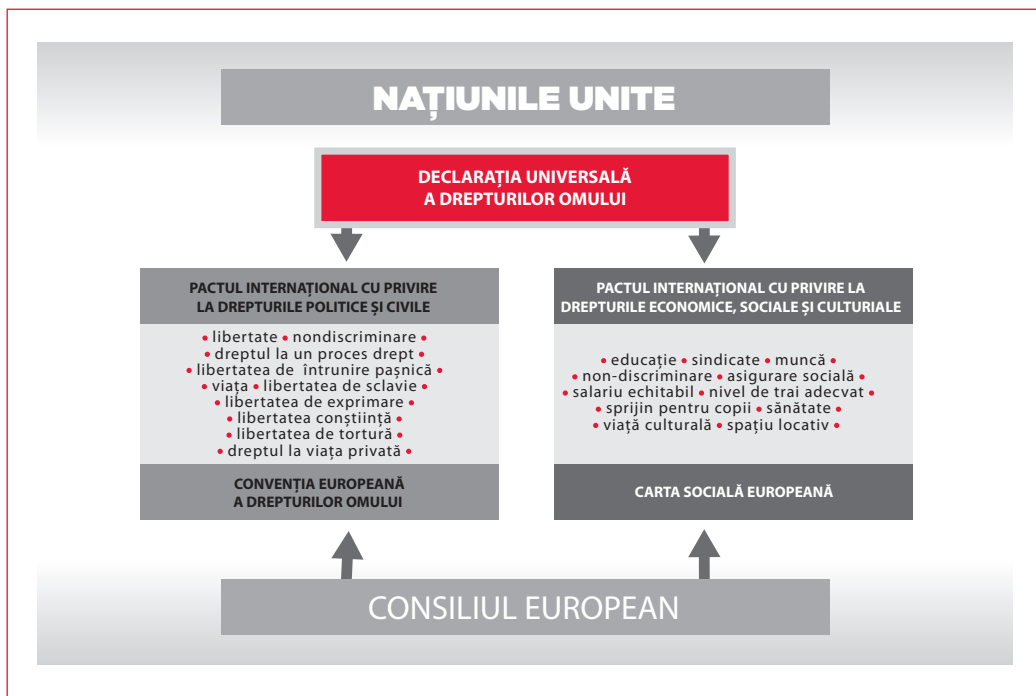 NAȚIUNILE UNITE
DECLARAȚIA UNIVERSALĂ
A DREPTURILOR OMULUI
PACTUL INTERNAȚIONAL CU PRIVIRE
LA DREPTURILE POLITICE ȘI CIVILE
• libertate • nondiscriminare •
• dreptul la un proces drept •
• libertatea de întrunire pașnică •
• viața • libertatea de sclavie •
• libertatea de exprimare •
• libertatea conștiință •
• libertatea de tortură •
• dreptul la viața privată •
CONVENȚIA EUROPEANĂ
A DREPTURILOR OMULUI
PACTUL INTERNAȚIONAL CU PRIVIRE LA
DREPTURILE ECONOMICE, SOCIALE ȘI CULTURIALE
• educație • sindicate • muncă •
• non-discriminare • asigurare socială •
• salariu echitabil • nivel de trai adecvat •
• sprijin pentru copii • sănătate •
• viață culturală • spațiu locativ •
CARTA SOCIALĂ EUROPEANĂ
CONSILIUL EUROPEAN